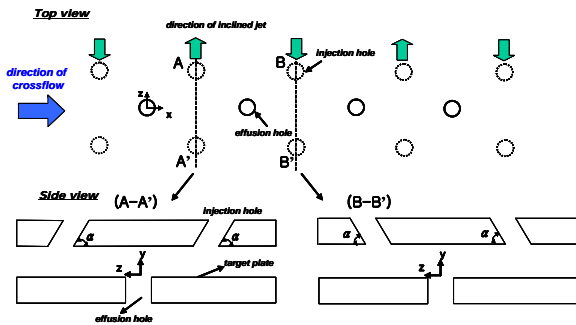 Top view
direction of inclined jet
A
B
injection hole
direction of
crossflow
z
x
effusion hole
A'
B'
Side view
(A-A')
(B-B')
injection hole
α
α
α
α
y
z
target plate
y
z
effusion hole